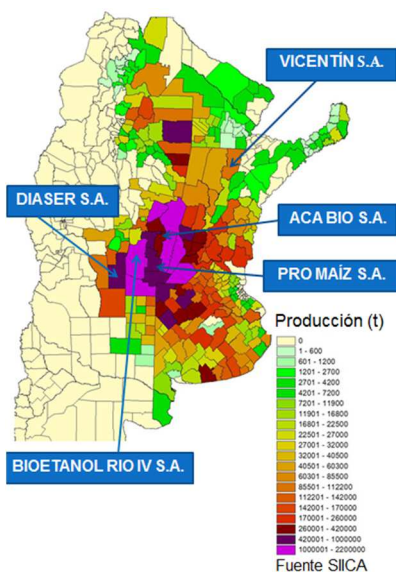 VICENTÍN S.A.
DIASER S.A.
ACA BIO S.A.
PRO MAÍZ S.A.
BIOETANOL RIO IV S.A.
Producción (t)
0
1 - 600
601 - 1200
1201 - 2700
2701 - 4200
4201 - 7200
7201 - 11900
11901 - 16800
16801 - 22500
22501 - 27000
27001 - 32000
32001 - 40500
40501 - 60300
60301 - 85500
85501 - 112200
112201 - 142000
142001 - 170000
170001 - 260000
260001 - 420000
420001 - 1000000
1000001 - 2200000
Fuente SIICA